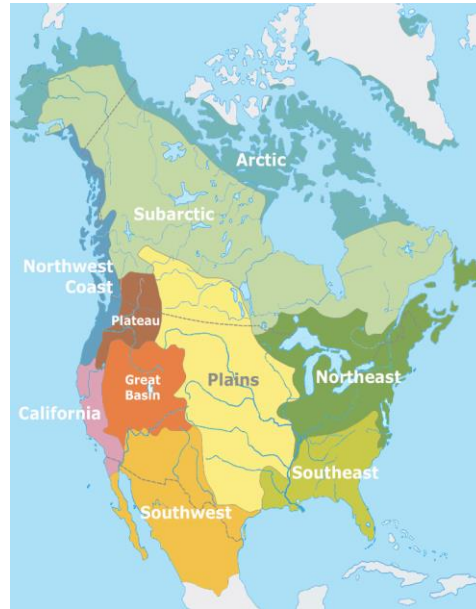 Arctic
Subarctic
Northwest
Coast
Plateau
Great
Basin
Plains
Northeast
California
Southeast
Southwest